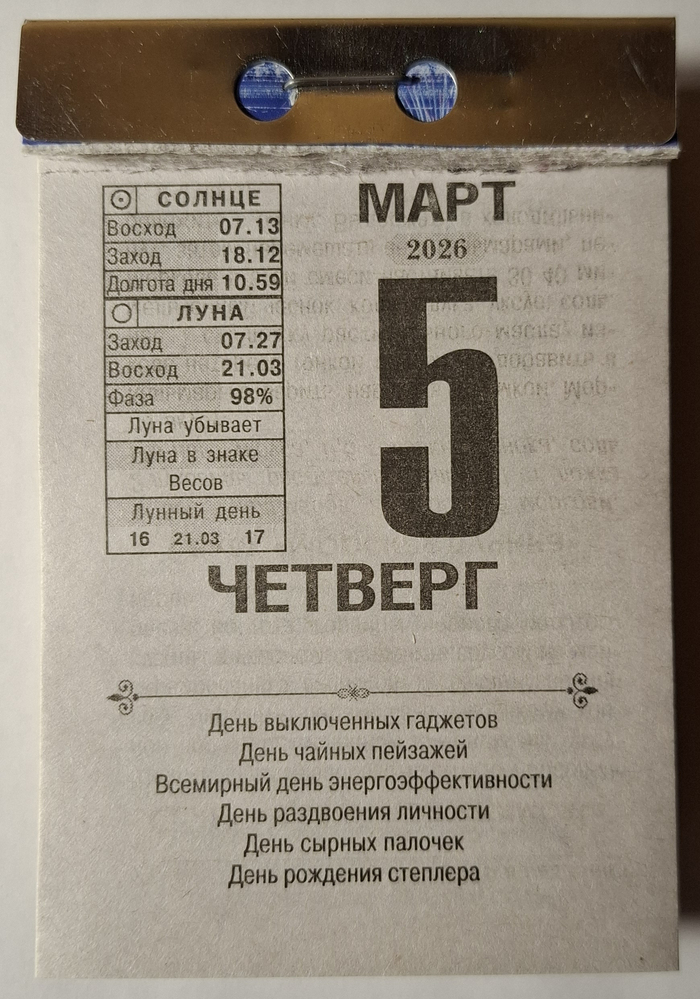 СОЛНЦЕ
Восход 07.13
Заход 18.12
Долгота дня 10.59
ЛУНА
Заход 07.27
Восход 21.03
Фаза 98%
Луна убывает
Луна в знаке
Весов
Лунный день
16 21.03 17
МАРТ
2026
5
ЧЕТВЕРГ
День выключенных гаджетов
День чайных пейзажей
Всемирный день энергоэффективности
День раздвоения личности
День сырных палочек
День рождения степлера